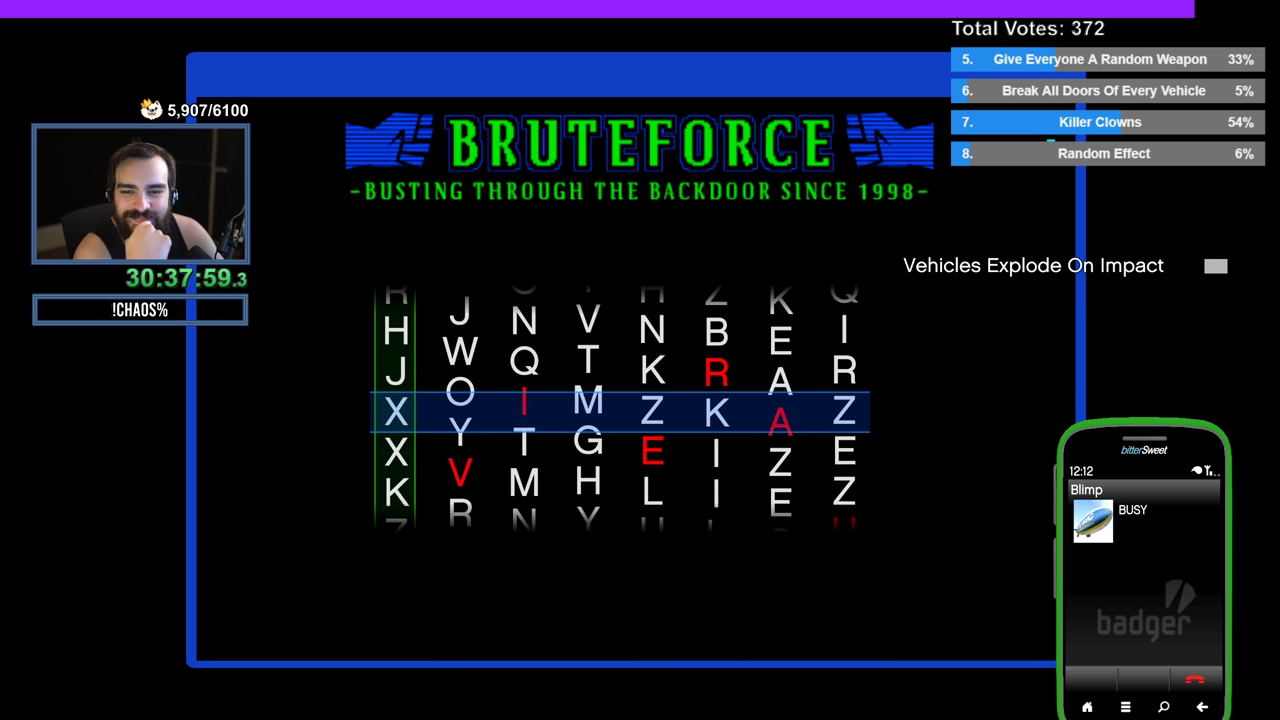 Total Votes: 372
5. Give Everyone A Random Weapon 33%
6. Break All Doors Of Every Vehicle 5%
7. Killer Clowns 54%
8. Random Effect 6%
5,907/6100
BRUTEFORCE
-BUSTING THROUGH THE BACKDOOR SINCE 1998-
30:37:59.3
!CHAOS%
Vehicles Explode On Impact
H J N V N B E I
J W Q T K R A R
X O I M Z K A Z
X Y T G E I Z E
K V M H L I E Z
bitterSweet
12:12
Blimp
BUSY
badger